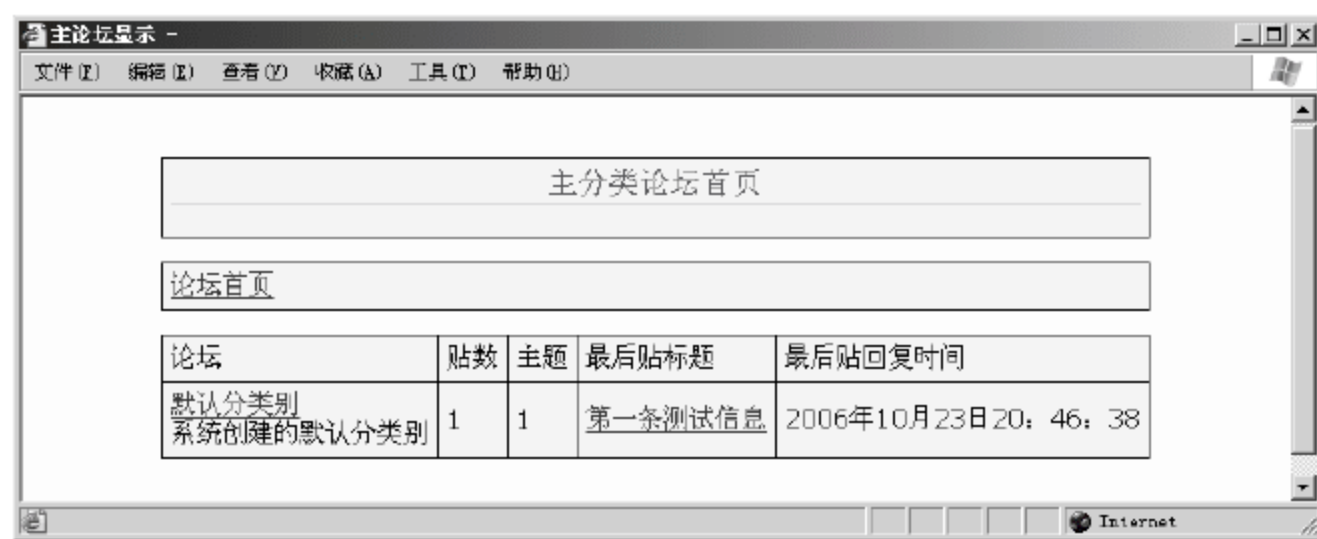 主论坛显示 -
文件(F) 编辑(E) 查看(V) 收藏(A) 工具(T) 帮助(H)
主分类论坛首页
论坛首页
论坛 贴数 主题 最后贴标题 最后贴回复时间
默认分类别
系统创建的默认分类别 1 1 第一条测试信息 2006年10月23日20：46：38
Internet